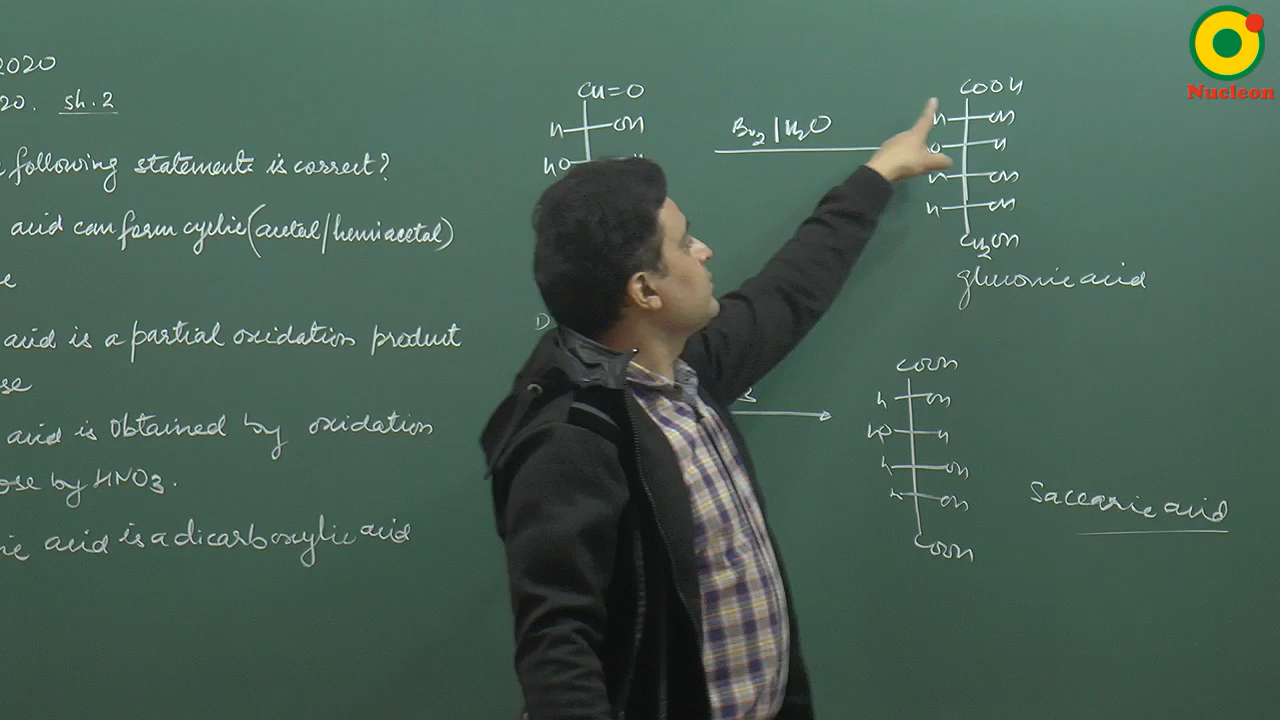 2020
20. sh.2
e following statements is correct?
acid can form cyclic (acetal/hemiacetal)
e
acid is a partial oxidation product
se
acid is obtained by oxidation
ose by HNO3.
ic acid is a dicarboxylic acid
CH=O
H OH
HO
D
Br2 | H2O
COOH
H OH
H
H OH
H OH
CH2OH
gluconic acid
COOH
H OH
HO H
H OH
H OH
COOH
Saccaric acid
Nucleon